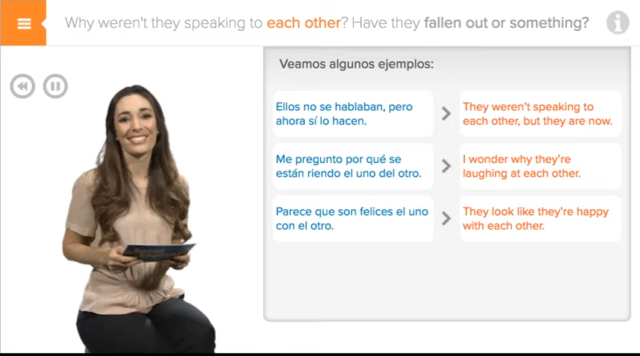 Why weren't they speaking to each other? Have they fallen out or something?
Veamos algunos ejemplos:
Ellos no se hablaban, pero
ahora sí lo hacen.
They weren't speaking to
each other, but they are now.
Me pregunto por qué se
están riendo el uno del otro.
I wonder why they're
laughing at each other.
Parece que son felices el uno
con el otro.
They look like they're happy
with each other.